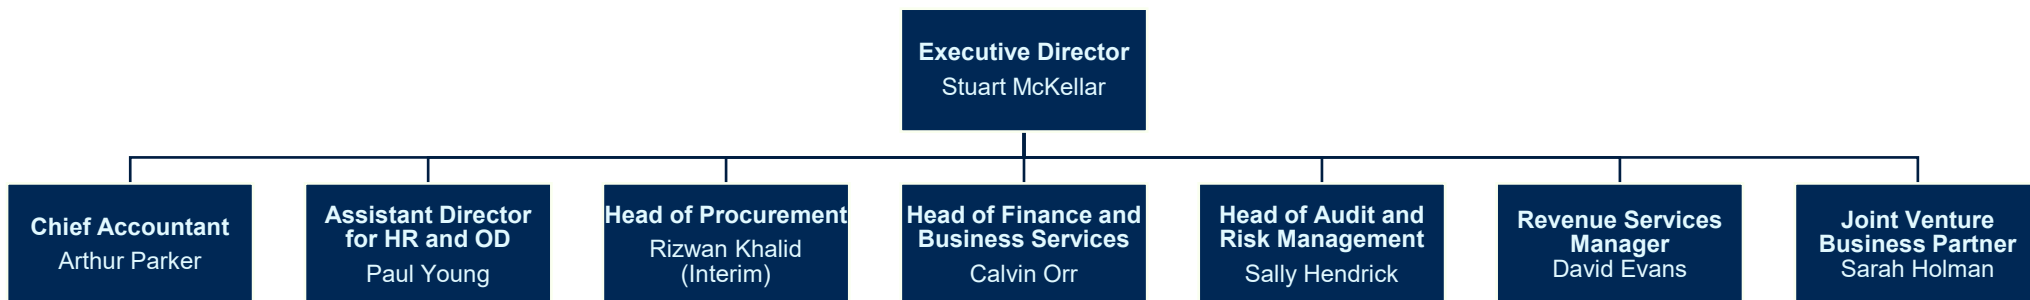 Executive Director
Stuart McKellar
Chief Accountant
Arthur Parker
Assistant Director
for HR and OD
Paul Young
Head of Procurement
Rizwan Khalid
(Interim)
Head of Finance and
Business Services
Calvin Orr
Head of Audit and
Risk Management
Sally Hendrick
Revenue Services
Manager
David Evans
Joint Venture
Business Partner
Sarah Holman